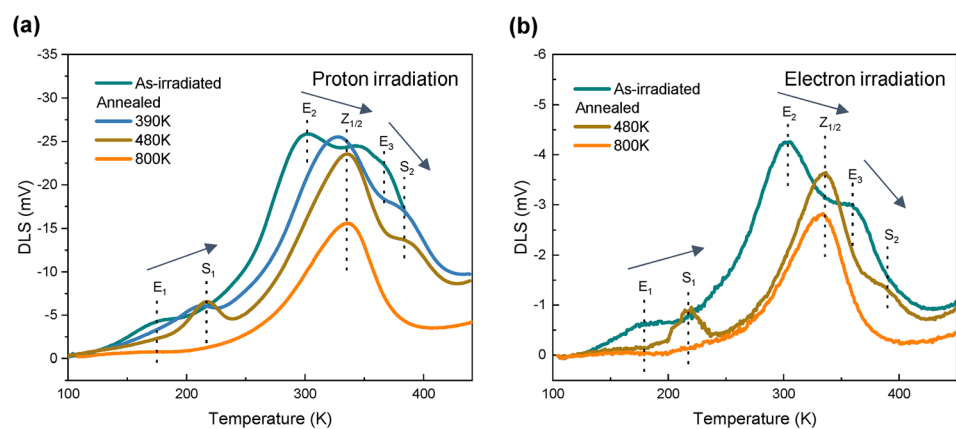 (a)
-35
-30
-25
-20
-15
-10
-5
0
DLS (mV)
As-irradiated
Annealed
390K
480K
800K
Proton irradiation
E2
Z1/2
E3
S2
E1
S1
100
200
300
400
Temperature (K)
(b)
-6
-5
-4
-3
-2
-1
0
DLS (mV)
Electron irradiation
As-irradiated
Annealed
480K
800K
E2
Z1/2
E3
S2
E1
S1
100
200
300
400
Temperature (K)